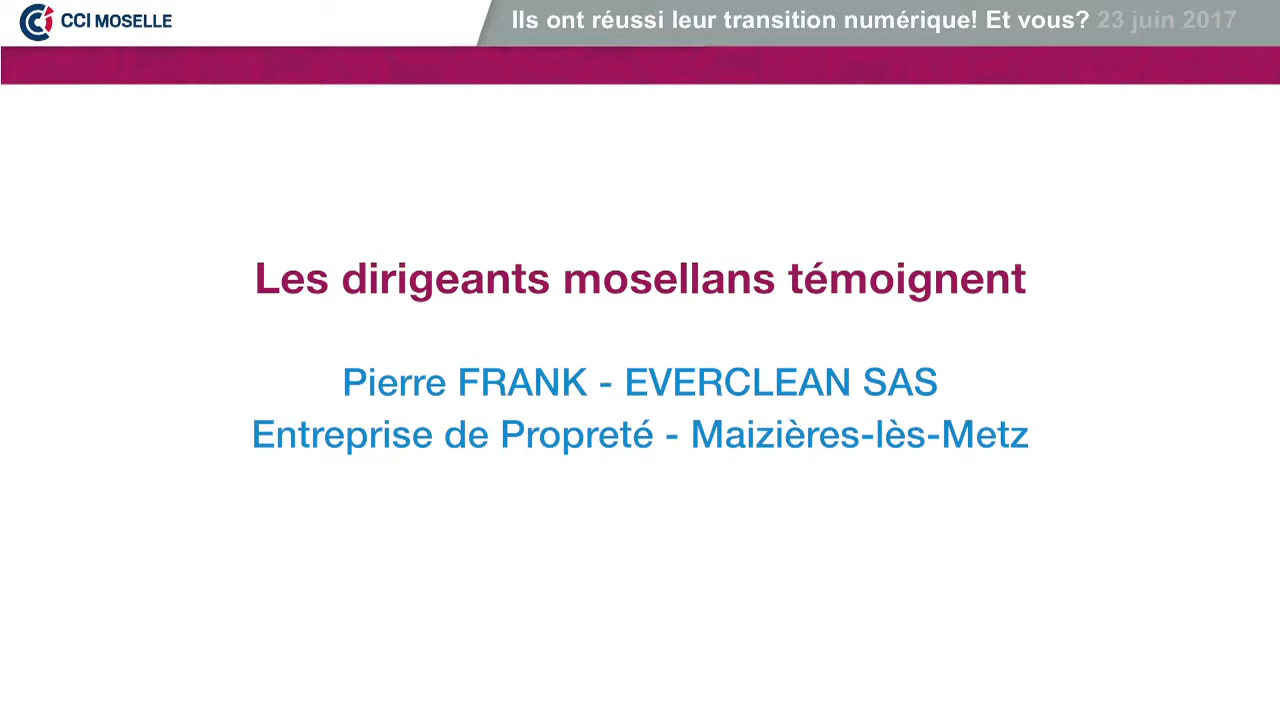 CCI MOSELLE
Ils ont réussi leur transition numérique! Et vous? 23 juin 2017
Les dirigeants mosellans témoignent
Pierre FRANK - EVERCLEAN SAS
Entreprise de Propreté - Maizières-lès-Metz